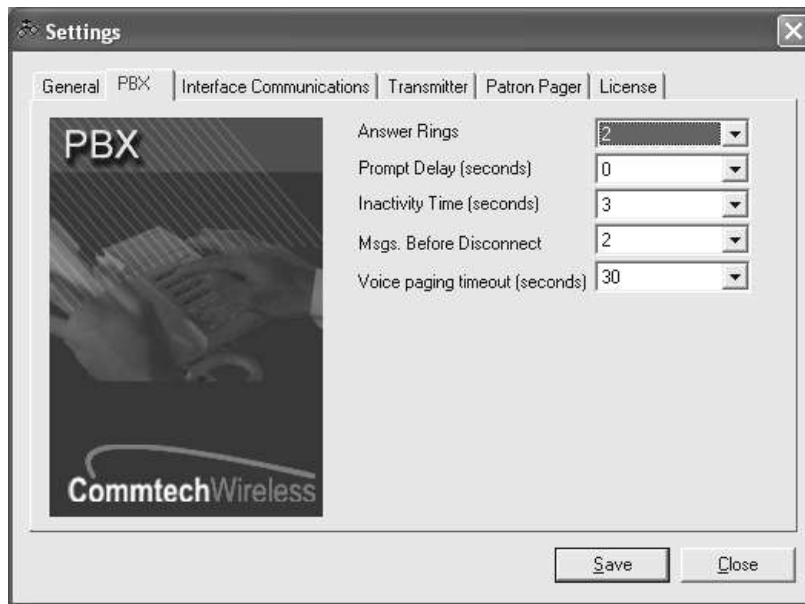 Settings
General PBX Interface Communications Transmitter Patron Pager License
PBX
Answer Rings 2
Prompt Delay (seconds) 0
Inactivity Time (seconds) 3
Msgs. Before Disconnect 2
Voice paging timeout (seconds) 30
CommtechWireless
Save Close